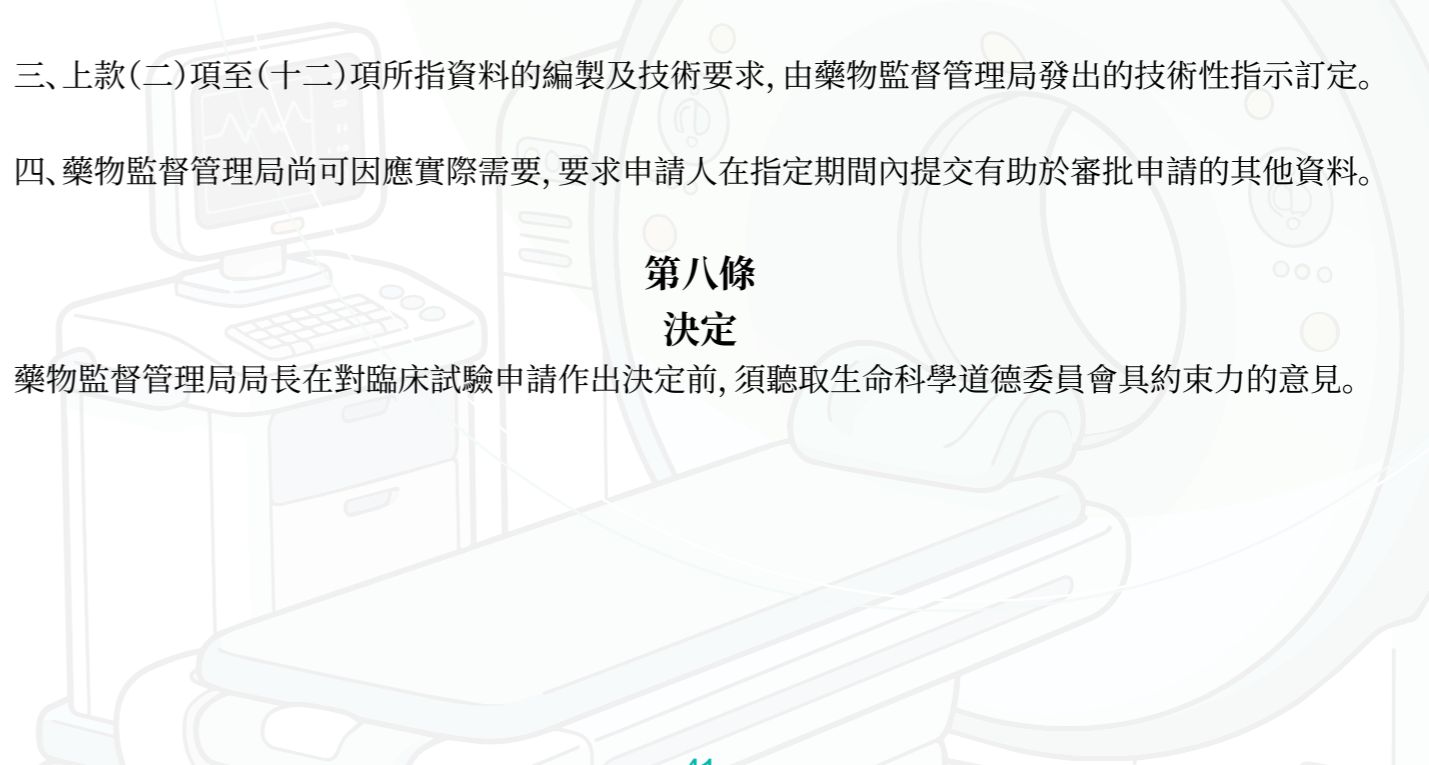 三、上款(二)項至(十二)項所指資料的編製及技術要求, 由藥物監督管理局發出的技術性指示訂定。
四、藥物監督管理局尚可因應實際需要, 要求申請人在指定期間內提交有助於審批申請的其他資料。
第八條
決定
藥物監督管理局局長在對臨床試驗申請作出決定前, 須聽取生命科學道德委員會具約束力的意見。